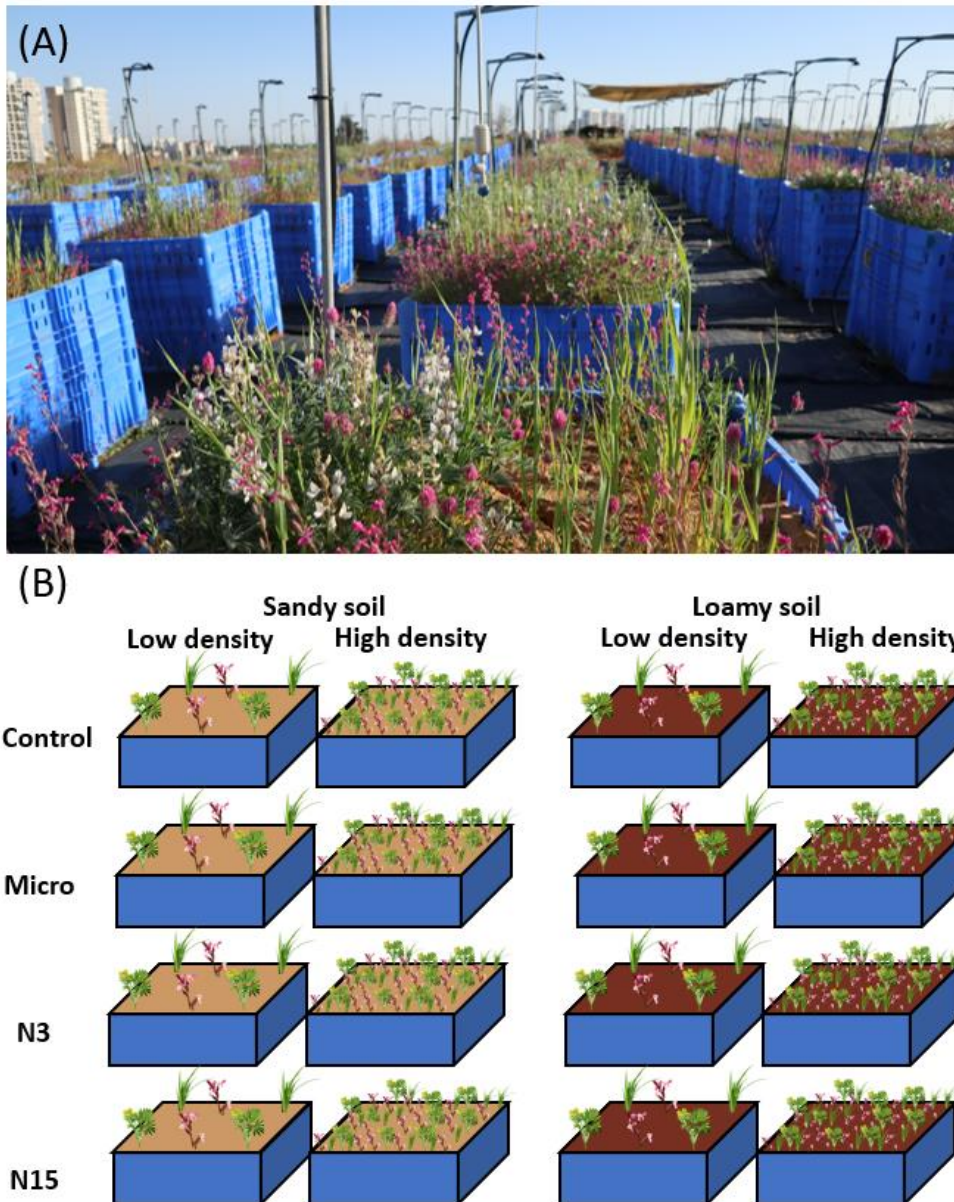 (A)
(B)
Sandy soil Loamy soil
Low density High density Low density High density
Control
Micro
N3
N15